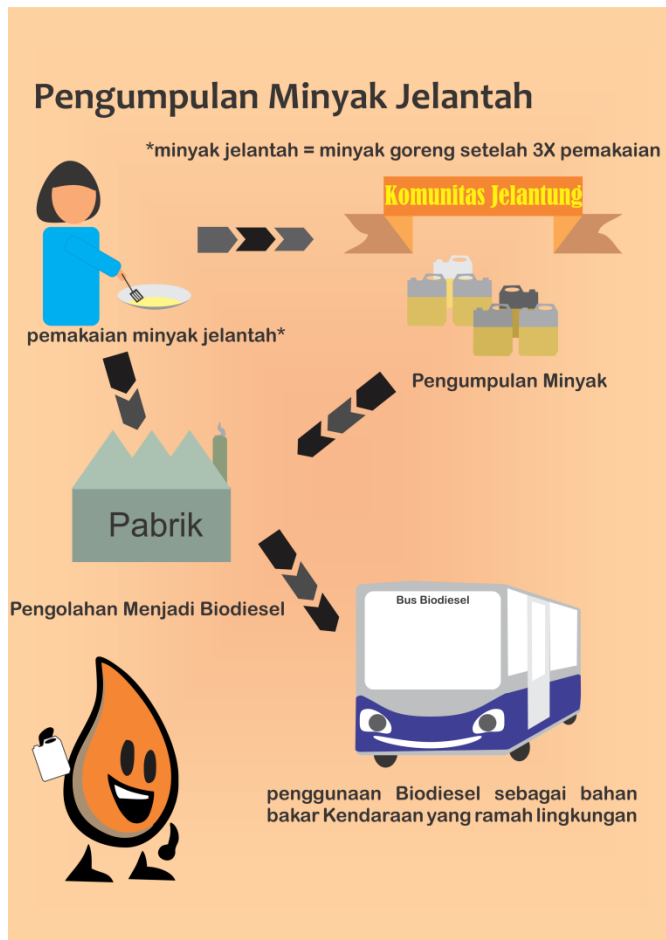 Pengumpulan Minyak Jelantah
*minyak jelantah = minyak goreng setelah 3X pemakaian
Komunitas Jelantung
pemakaian minyak jelantah*
Pengumpulan Minyak
Pabrik
Pengolahan Menjadi Biodiesel
Bus Biodiesel
penggunaan Biodiesel sebagai bahan
bakar Kendaraan yang ramah lingkungan